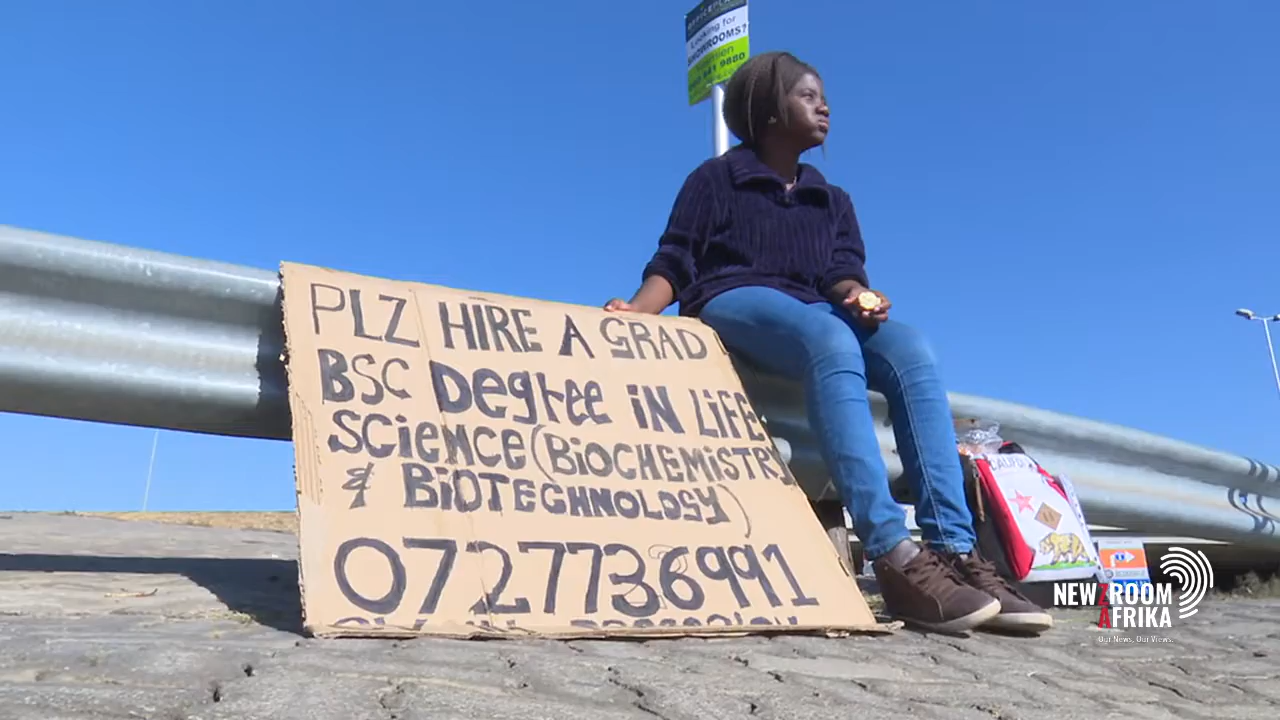 Looking for
SHOWROOMS?
PLZ HIRE A GRAD
BSC DEGREE IN LIFE
SCIENCE (BIOCHEMISTRY
& BIOTECHNOLOGY)
0727736991
NEWZROOM
AFRIKA
Our News. Our Views.